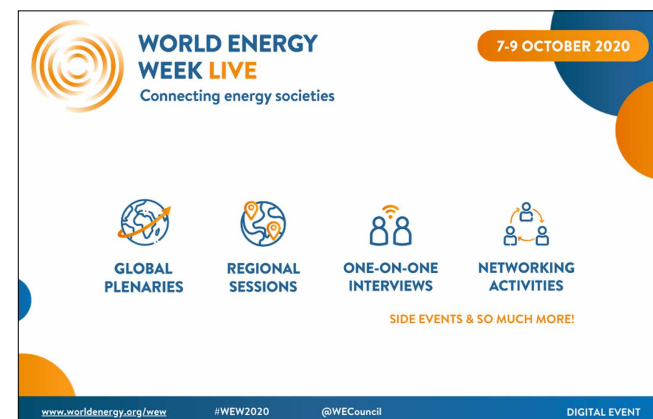 WORLD ENERGY
WEEK LIVE
Connecting energy societies
7-9 OCTOBER 2020
GLOBAL
PLENARIES
REGIONAL
SESSIONS
ONE-ON-ONE
INTERVIEWS
NETWORKING
ACTIVITIES
SIDE EVENTS & SO MUCH MORE!
www.worldenergy.org/wew #WEW2020 @WECouncil DIGITAL EVENT